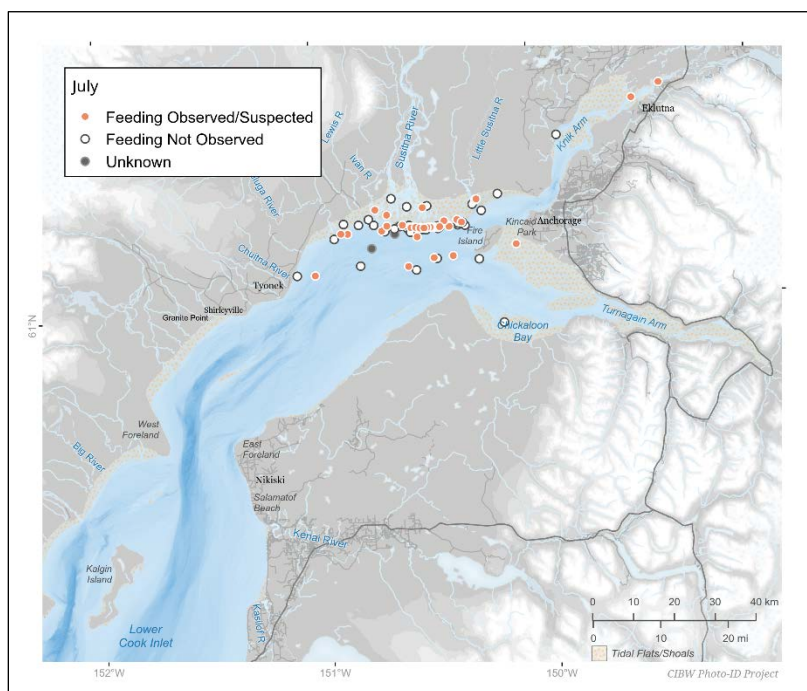 July
Feeding Observed/Suspected
Feeding Not Observed
Unknown
Lewis R.
Ivan R.
Susitna River
Little Susitna R
Knik Arm
Eklutna
Chuitna River
Tyonek
Shirleyville
Granite Point
Fire
Island
Kincaid
Park
Anchorage
61°N
Chickaloon
Bay
Turnagain Arm
West
Foreland
East
Foreland
Big River
Nikiski
Salamatof
Beach
Kenai River
Kalgin
Island
Kasilof R
Lower
Cook Inlet
0 10 20 30 40 km
0 10 20 mi
Tidal Flats/Shoals
CIBW Photo-ID Project
152°W
151°W
150°W